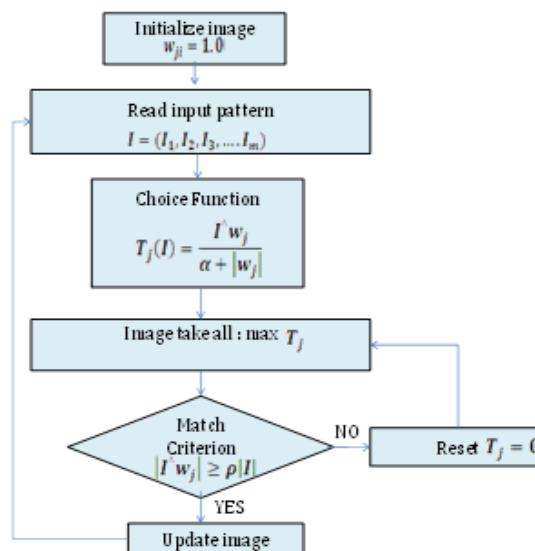 Initialize image
w_ji = 1.0
Read input pattern
I = (I_1, I_2, I_3, .... I_m)
Choice Function
T_j(I) = I^w_j / (α + |w_j|)
Image take all : max T_j
Match
Criterion
|I^w_j| ≥ ρ|I|
NO
Reset T_j = 0
YES
Update image